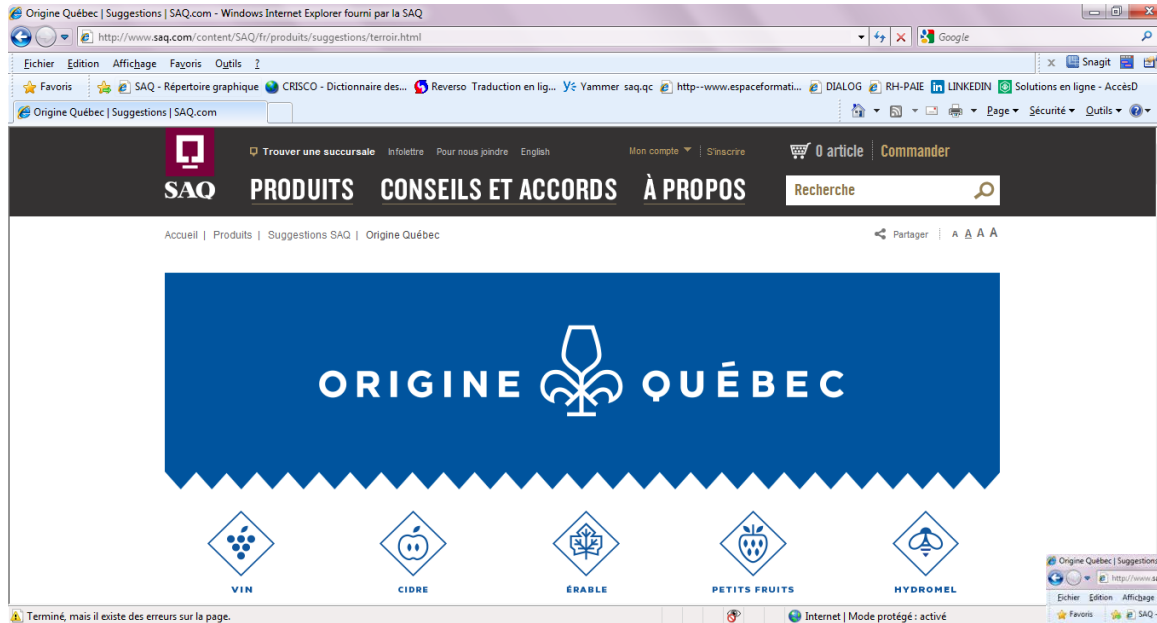 Origine Québec | Suggestions | SAQ.com - Windows Internet Explorer fourni par la SAQ
http://www.saq.com/content/SAQ/fr/produits/suggestions/terroir.html
Google
Fichier Edition Affichage Favoris Outils ?
x Snagit
Favoris SAQ - Répertoire graphique CRISCO - Dictionnaire des... Reverso Traduction en lig... Yammer saq.qc http--www.espaceformati... DIALOG RH-PAIE LINKEDIN Solutions en ligne - AccèsD
Origine Québec | Suggestions | SAQ.com
Page Sécurité Outils
Trouver une succursale Infolettre Pour nous joindre English Mon compte S'inscrire 0 article Commander
SAQ PRODUITS CONSEILS ET ACCORDS À PROPOS Recherche
Accueil | Produits | Suggestions SAQ | Origine Québec
Partager A A A A
ORIGINE QUÉBEC
VIN CIDRE ÉRABLE PETITS FRUITS HYDROMEL
Terminé, mais il existe des erreurs sur la page.
Internet | Mode protégé : activé
Origine Québec | Suggestions
http://www.sa
Fichier Edition Affichage
Favoris SAQ -